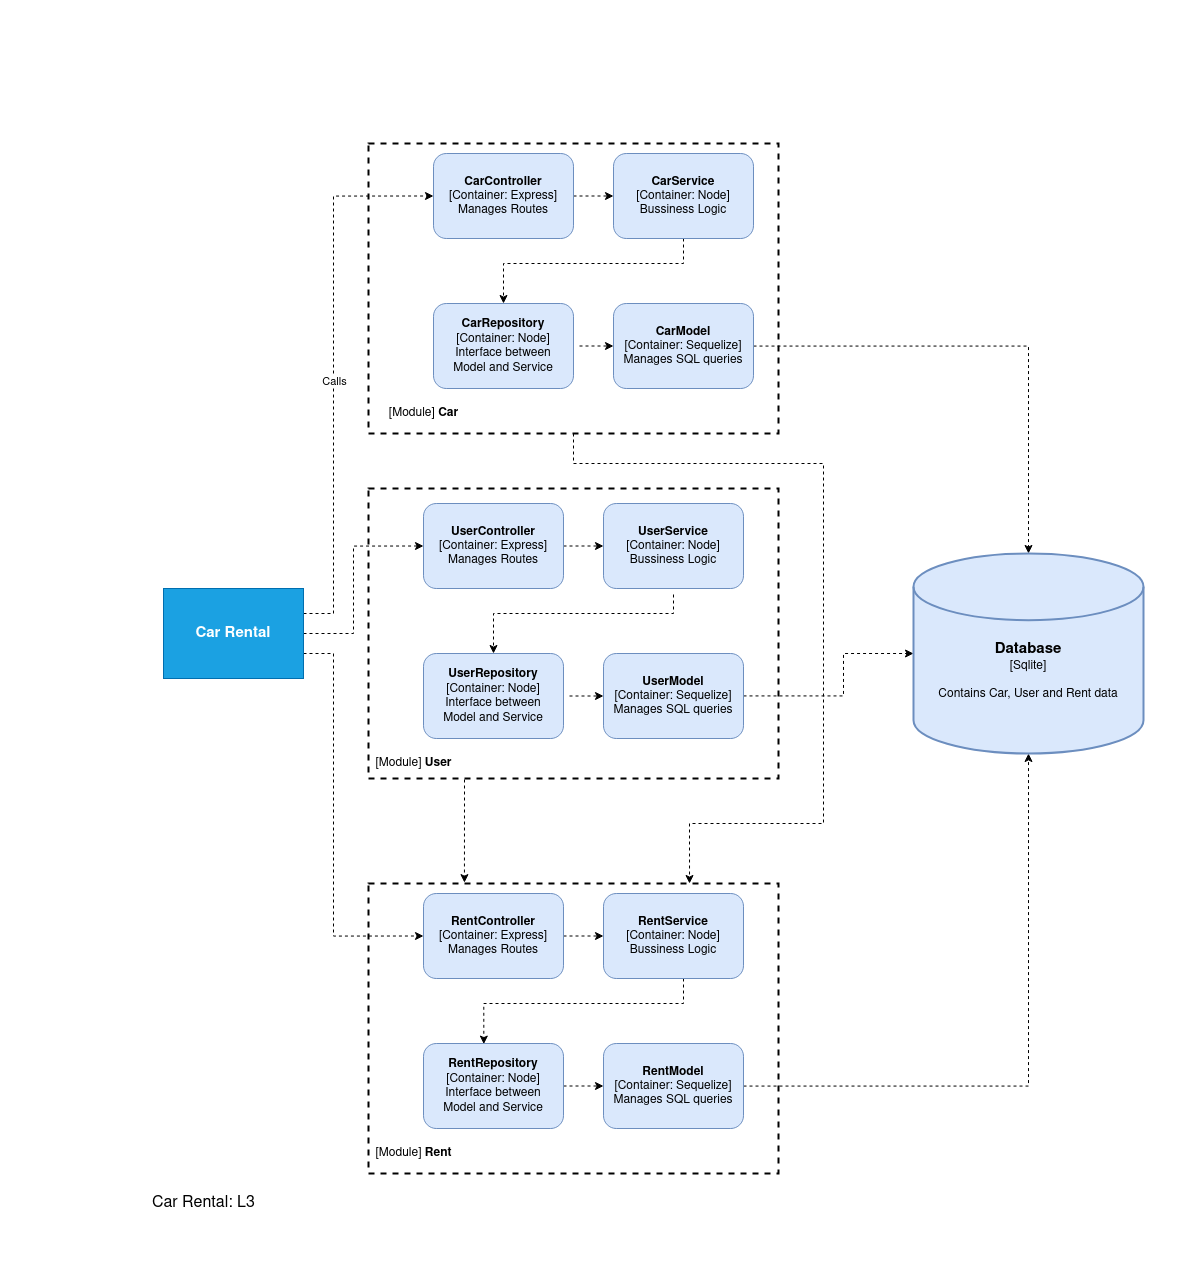 CarController
[Container: Express]
Manages Routes
CarService
[Container: Node]
Bussiness Logic
CarRepository
[Container: Node]
Interface between
Model and Service
CarModel
[Container: Sequelize]
Manages SQL queries
Calls
[Module] Car
UserController
[Container: Express]
Manages Routes
UserService
[Container: Node]
Bussiness Logic
Car Rental
UserRepository
[Container: Node]
Interface between
Model and Service
UserModel
[Container: Sequelize]
Manages SQL queries
Database
[Sqlite]
Contains Car, User and Rent data
[Module] User
RentController
[Container: Express]
Manages Routes
RentService
[Container: Node]
Bussiness Logic
RentRepository
[Container: Node]
Interface between
Model and Service
RentModel
[Container: Sequelize]
Manages SQL queries
[Module] Rent
Car Rental: L3